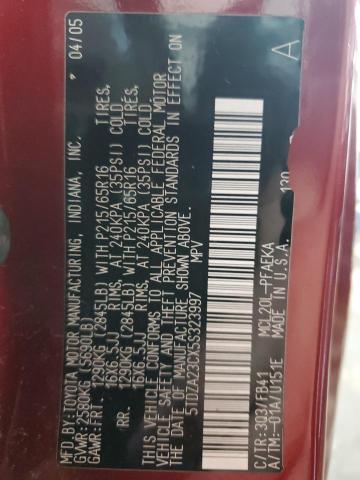 MFD. BY: TOYOTA MOTOR MANUFACTURING, INDIANA, INC. 04/05
GVWR: 2580KG (5690LB)
GAWR: FRT. 1290KG (2845LB) WITH P215/65R16 TIRES,
16X6.5JJ RIMS, AT 240KPA (35PSI) COLD
RR. 1290KG (2845LB) WITH P215/65R16 TIRES,
16X6.5JJ RIMS, AT 240KPA (35PSI) COLD
THIS VEHICLE CONFORMS TO ALL APPLICABLE FEDERAL MOTOR
VEHICLE SAFETY AND THEFT PREVENTION STANDARDS IN
EFFECT ON THE DATE OF MANUFACTURE SHOWN ABOVE.
5TDZA23CX5S323997 MPV
A
C/TR: 3Q3/FB41 MCL20L-PFAEKA
A/TM: -01A/U151E MADE IN U.S.A.